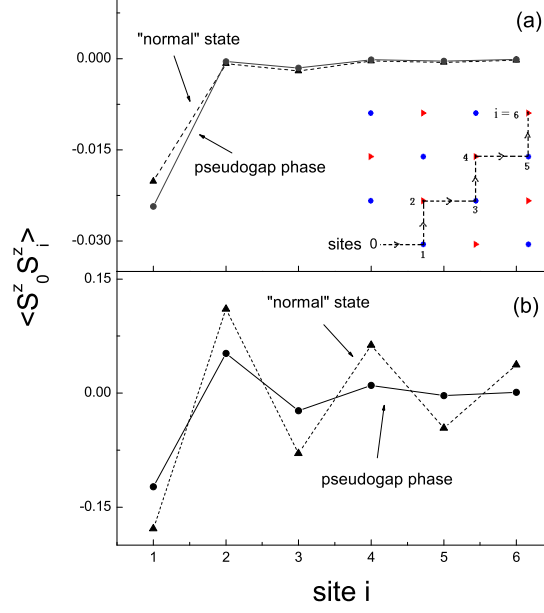 (a)
"normal" state
0.000
pseudogap phase
-0.015
-0.030
i = 6
4
5
2
3
sites 0
1
<S^z_0 S^z_i>
0.15
(b)
"normal" state
0.00
pseudogap phase
-0.15
1 2 3 4 5 6
site i